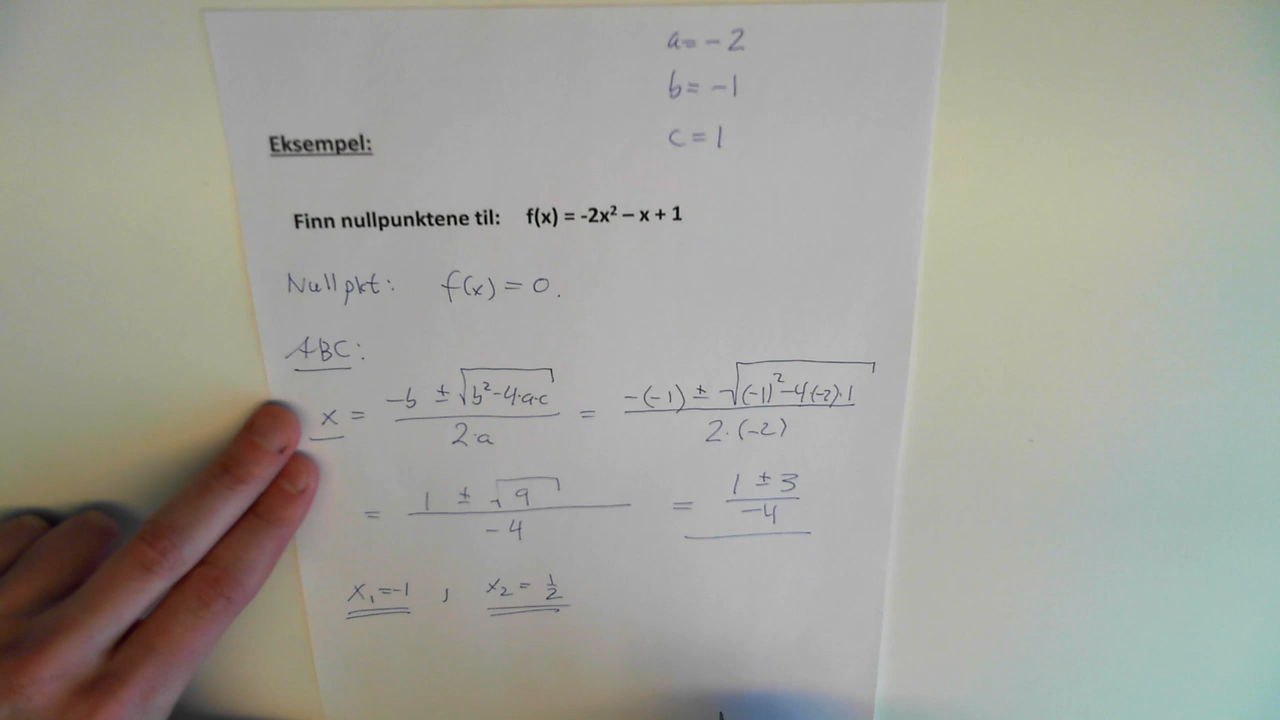 a = -2
b = -1
c = 1
Eksempel:
Finn nullpunktene til: f(x) = -2x² – x + 1
Nullpkt: f(x) = 0.
ABC:
x = (-b ± √(b²-4·a·c)) / (2·a) = (-(-1) ± √((-1)²-4(-2)·1)) / (2·(-2))
= (1 ± √9) / (-4) = (1 ± 3) / (-4)
x₁ = -1 , x₂ = 1/2